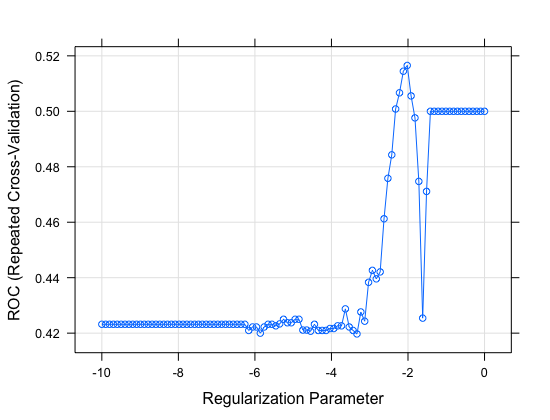 0.52
0.50
0.48
0.46
0.44
0.42
ROC (Repeated Cross-Validation)
-10 -8 -6 -4 -2 0
Regularization Parameter